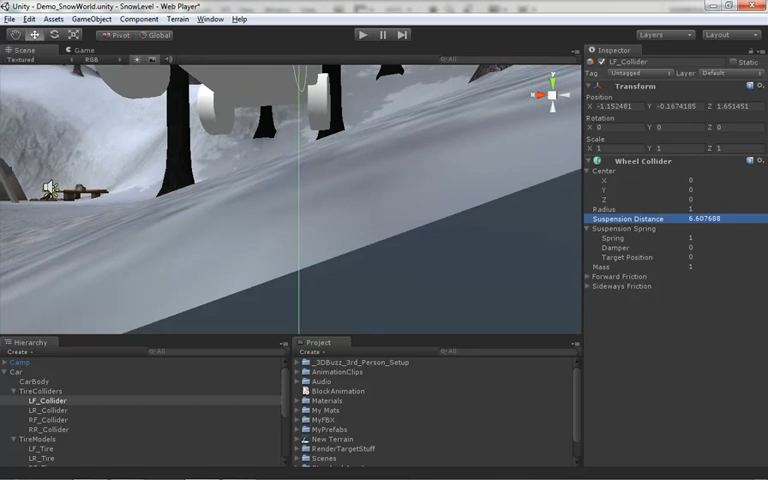 Unity - Demo_SnowWorld.unity - SnowLevel - Web Player*
File Edit Assets GameObject Component Terrain Window Help
Pivot Global Layers Layout
Scene Game
Textured RGB All
Inspector
LF_Collider Static
Tag Untagged Layer Default
Transform
Position
X -1.152481 Y -0.1674185 Z 1.651451
Rotation
X 0 Y 0 Z 0
Scale
X 1 Y 1 Z 1
Wheel Collider
Center
X 0
Y 0
Z 0
Radius 1
Suspension Distance 6.607688
Suspension Spring
Spring 1
Damper 0
Target Position 0
Mass 1
Forward Friction
Sideways Friction
y
Hierarchy
Create All
Camp
Car
CarBody
TireColliders
LF_Collider
LR_Collider
RF_Collider
RR_Collider
TireModels
LF_Tire
LR_Tire
Project
Create All
_3DBuzz_3rd_Person_Setup
AnimationClips
Audio
BlockAnimation
Materials
My Mats
MyFBX
MyPrefabs
New Terrain
RenderTargetStuff
Scenes